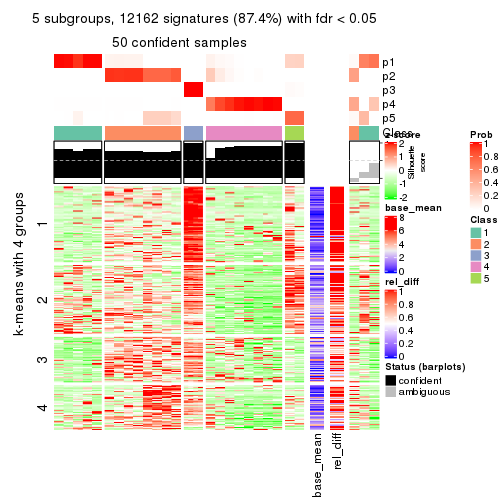 5 subgroups, 12162 signatures (87.4%) with fdr < 0.05
50 confident samples
p1
p2
p3
p4
p5
Class
Silhouette
score
k-means with 4 groups
1
2
3
4
base_mean
rel_diff
z-score
2
1
0
-1
-2
base_mean
8
6
4
2
0
rel_diff
1
0.8
0.6
0.4
0.2
0
Status (barplots)
confident
ambiguous
Prob
1
0.8
0.6
0.4
0.2
0
Class
1
2
3
4
5